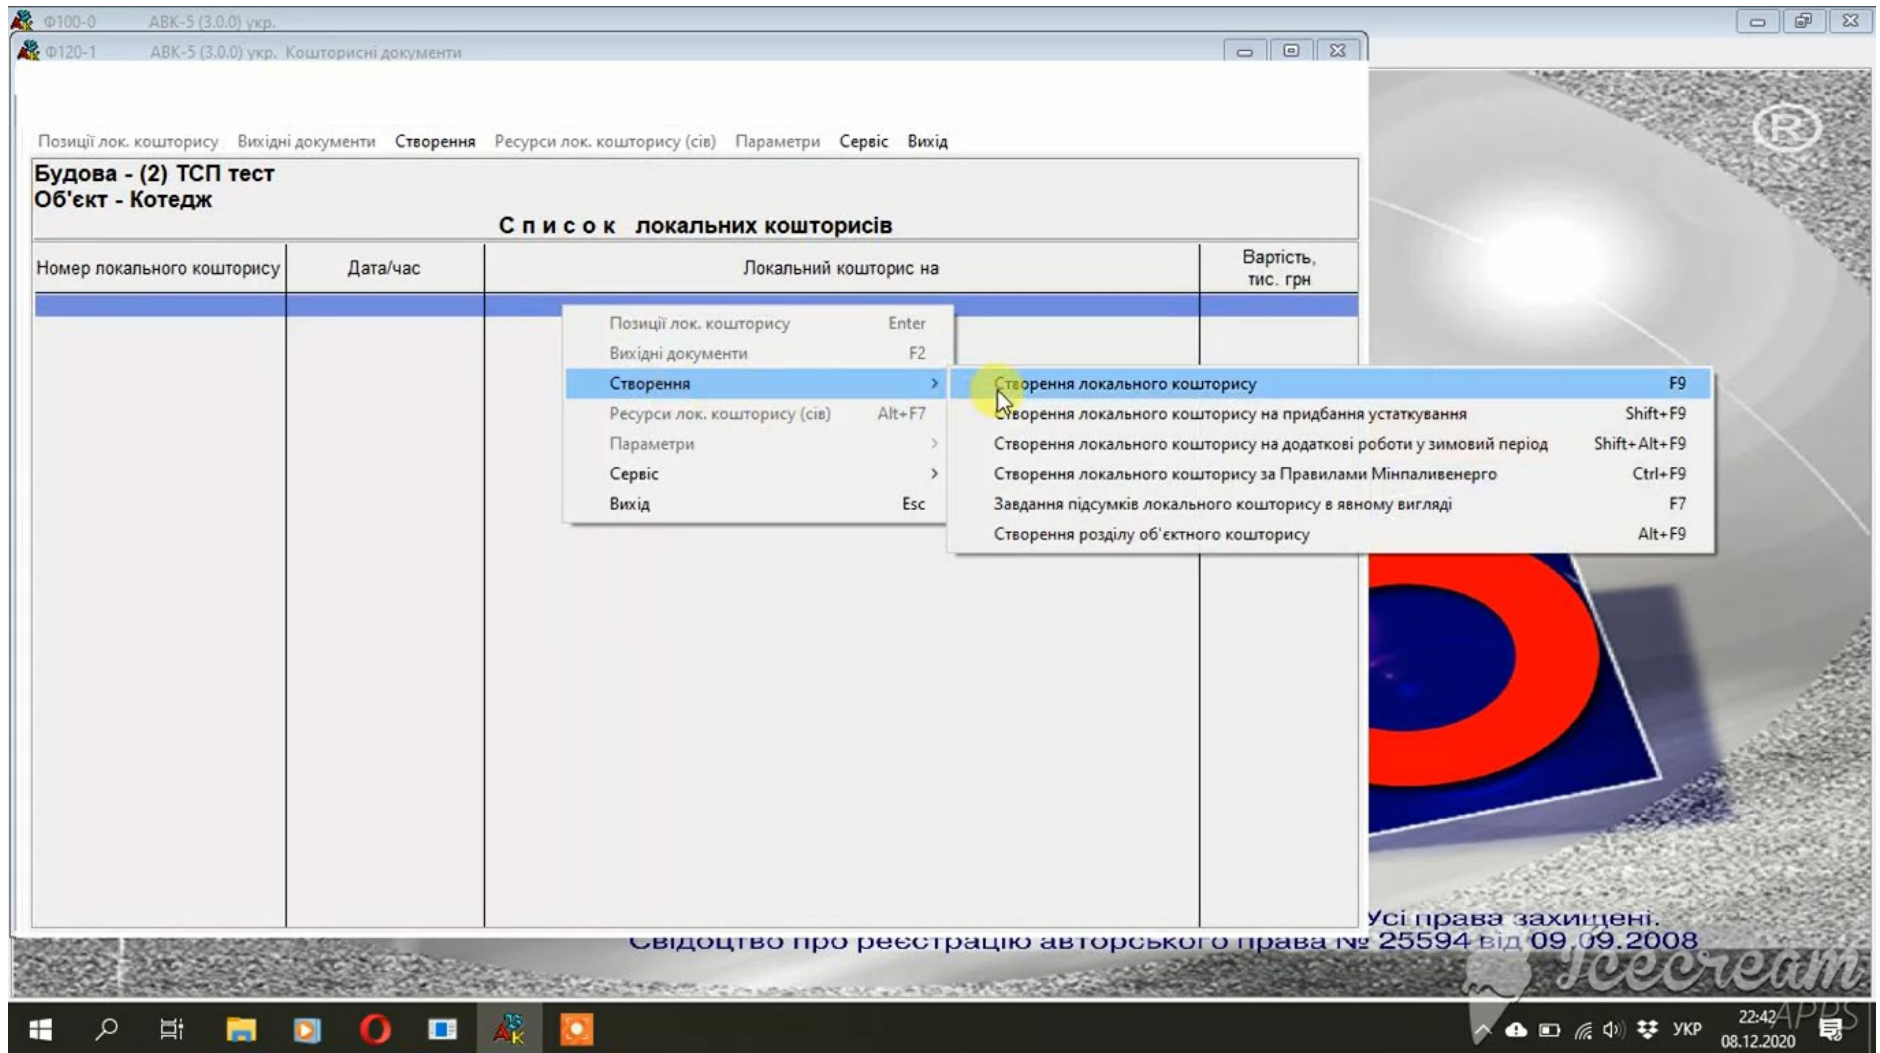 Ф100-0 АВК-5 (3.0.0) укр.
Ф120-1 АВК-5 (3.0.0) укр. Кошторисні документи
Позиції лок. кошторису Вихідні документи Створення Ресурси лок. кошторису (сів) Параметри Сервіс Вихід
Будова - (2) ТСП тест
Об'єкт - Котедж
Список локальних кошторисів
Номер локального кошторису Дата/час Локальний кошторис на Вартість,
тис. грн
Позиції лок. кошторису Enter
Вихідні документи F2
Створення >
Ресурси лок. кошторису (сів) Alt+F7
Параметри >
Сервіс >
Вихід Esc
Створення локального кошторису F9
Створення локального кошторису на придбання устаткування Shift+F9
Створення локального кошторису на додаткові роботи у зимовий період Shift+Alt+F9
Створення локального кошторису за Правилами Мінпаливенерго Ctrl+F9
Завдання підсумків локального кошторису в явному вигляді F7
Створення розділу об'єктного кошторису Alt+F9
®
Усі права захищені.
Свідоцтво про реєстрацію авторського права № 25594 від 09.09.2008
Icecream
APPS
УКР
22:42
08.12.2020